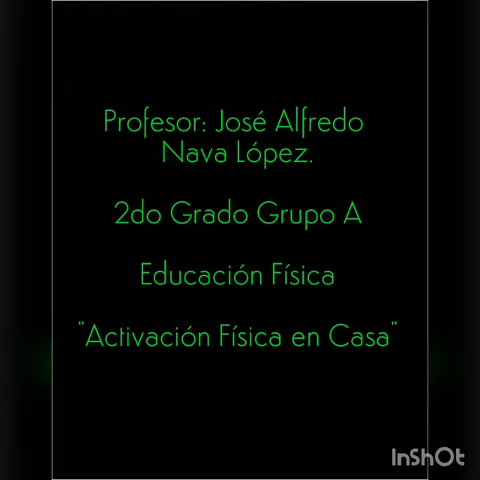 Profesor: José Alfredo
Nava López.
2do Grado Grupo A
Educación Física
"Activación Física en Casa"
InShOt